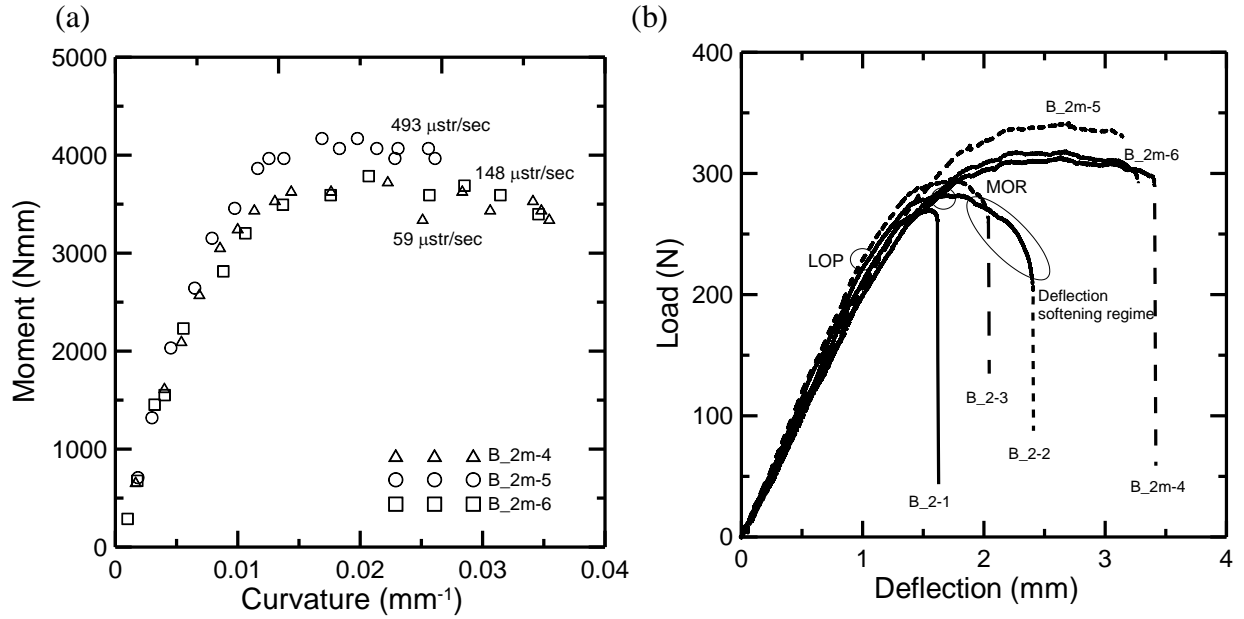 (a)
5000
4000
3000
2000
1000
0
Moment (Nmm)
493 μstr/sec
148 μstr/sec
59 μstr/sec
B_2m-4
B_2m-5
B_2m-6
0
0.01
0.02
0.03
0.04
Curvature (mm⁻¹)
(b)
400
300
200
100
0
Load (N)
B_2m-5
B_2m-6
MOR
LOP
Deflection
softening regime
B_2-3
B_2-2
B_2m-4
B_2-1
0
1
2
3
4
Deflection (mm)